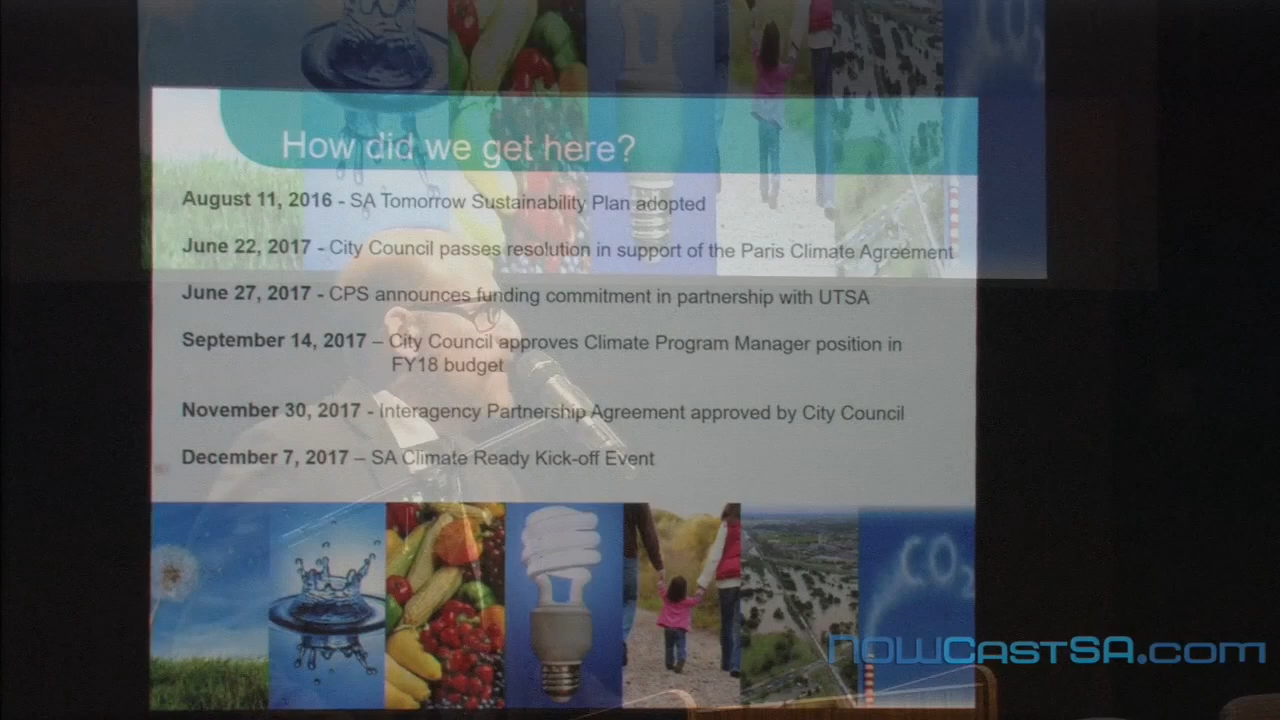 How did we get here?
August 11, 2016 - SA Tomorrow Sustainability Plan adopted
June 22, 2017 - City Council passes resolution in support of the Paris Climate Agreement
June 27, 2017 - CPS announces funding commitment in partnership with UTSA
September 14, 2017 – City Council approves Climate Program Manager position in
FY18 budget
November 30, 2017 - Interagency Partnership Agreement approved by City Council
December 7, 2017 – SA Climate Ready Kick-off Event
CO2
CO2
NOWCastSA.com